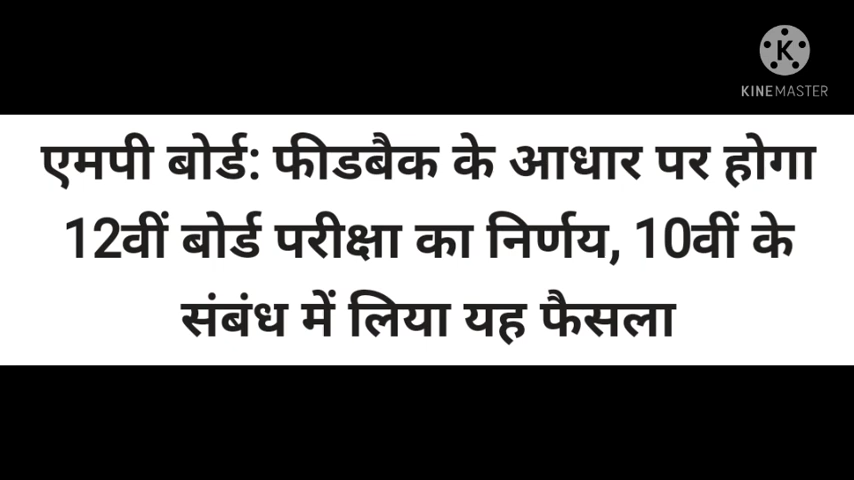 KINEMASTER
एमपी बोर्ड: फीडबैक के आधार पर होगा
12वीं बोर्ड परीक्षा का निर्णय, 10वीं के
संबंध में लिया यह फैसला